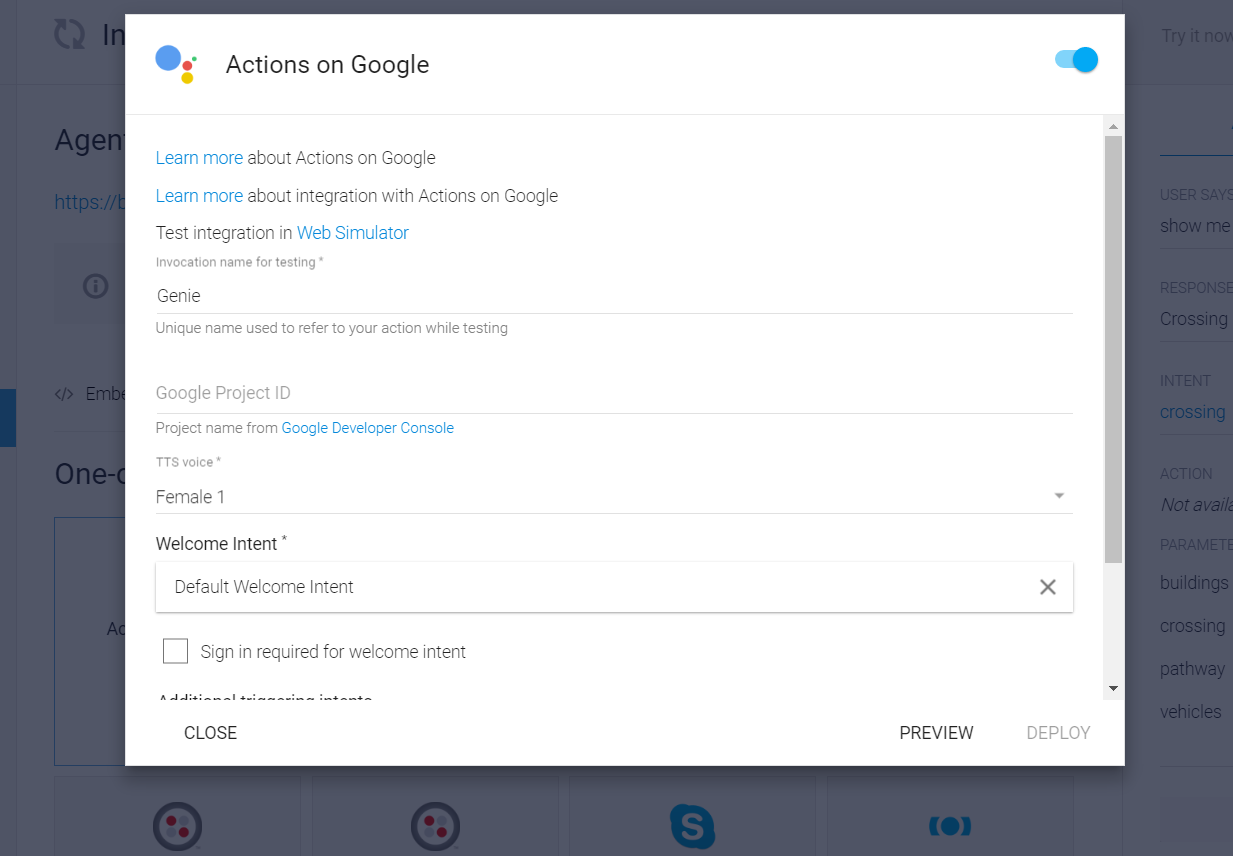 In
Try it now
Actions on Google
Agent
Learn more about Actions on Google
https://b
Learn more about integration with Actions on Google
USER SAYS
Test integration in Web Simulator
show me
Invocation name for testing *
RESPONSE
Genie
Crossing
Unique name used to refer to your action while testing
INTENT
</> Embe
Google Project ID
crossing
Project name from Google Developer Console
One-c
TTS voice *
ACTION
Female 1
Not availa
Welcome Intent *
PARAMETE
Default Welcome Intent
buildings
Ac
crossing
Sign in required for welcome intent
pathway
Additional triggering intents
vehicles
CLOSE
PREVIEW
DEPLOY